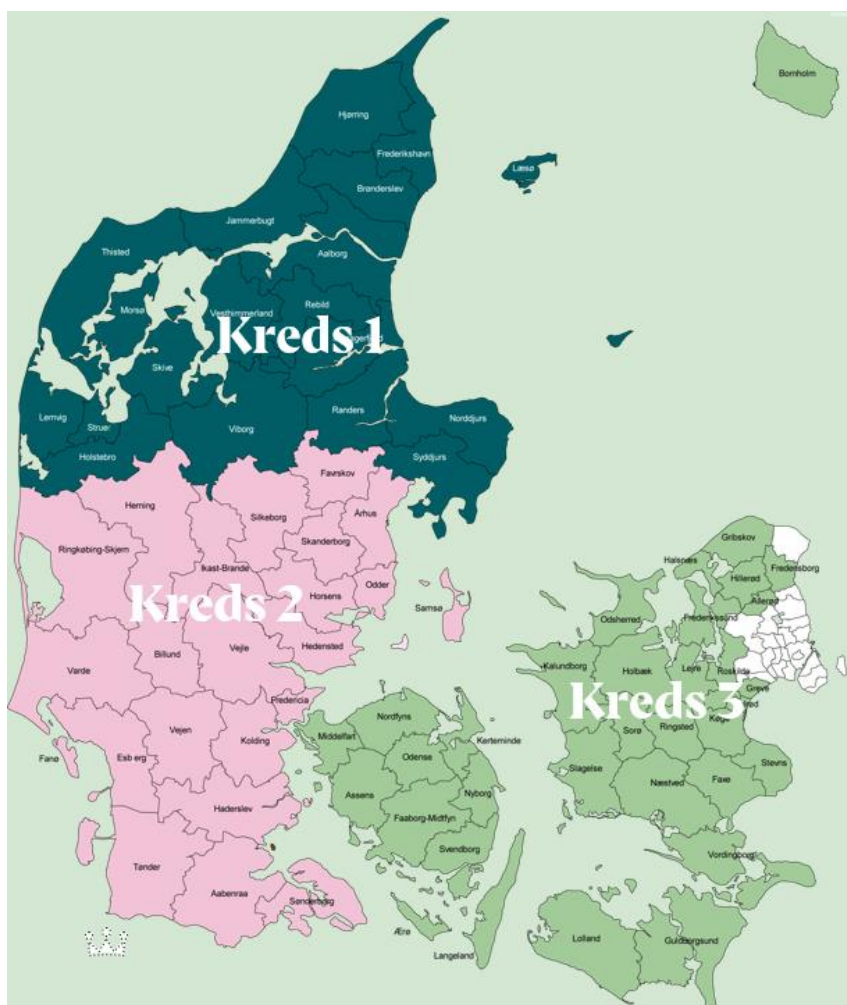 Bornholm
Hjørring
Frederikshavn
Læsø
Brønderslev
Jammerbugt
Thisted
Aalborg
Morsø
Vesthimmerland
Rebild
Kreds 1
Skive
Lemvig
Struer
Viborg
Randers
Norddjurs
Holstebro
Syddjurs
Favrskov
Herning
Silkeborg
Århus
Ringkøbing-Skjern
Skanderborg
Ikast-Brande
Kreds 2
Horsens
Odder
Samsø
Hedensted
Varde
Billund
Vejle
Fredericia
Vejen
Kolding
Fanø
Esb erg
Haderslev
Tønder
Aabenraa
Sønderborg
Gribskov
Halsnæs
Fredensborg
Hillerød
Allerød
Odsherred
Frederikssund
Kalundborg
Holbæk
Lejre
Roskilde
Kreds 3
Greve
Køge
Sorø
Ringsted
Slagelse
Næstved
Faxe
Stevns
Vordingborg
Lolland
Guldborgsund
Nordfyns
Middelfart
Kerteminde
Odense
Assens
Nyborg
Faaborg-Midtfyn
Svendborg
Ærø
Langeland